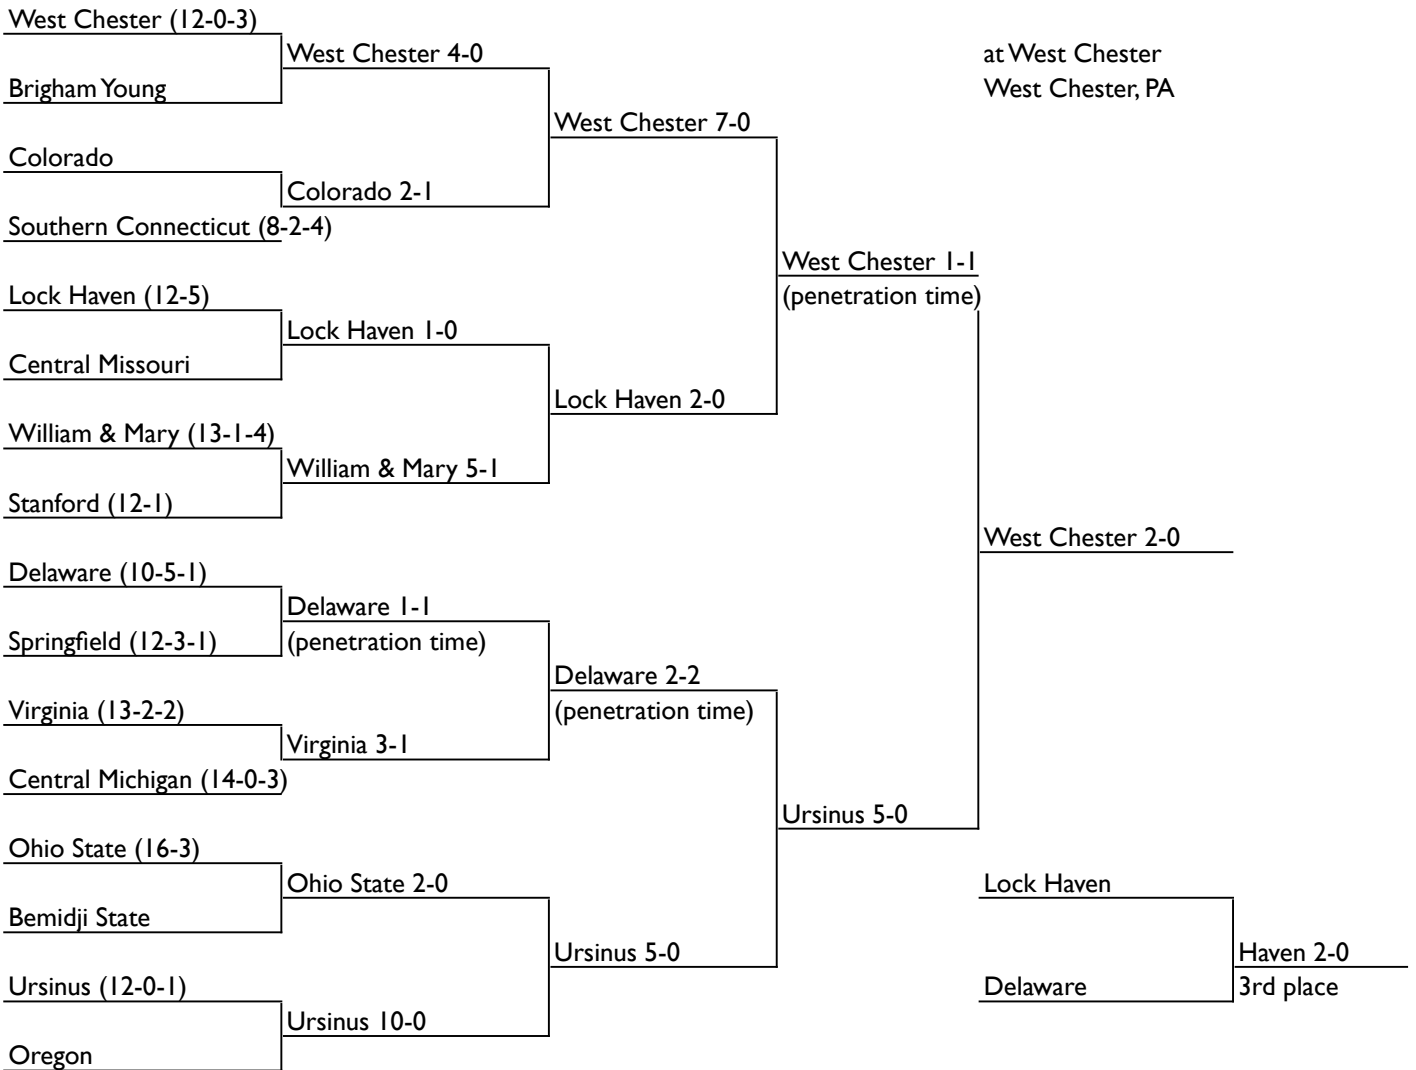 West Chester (12-0-3)
West Chester 4-0
at West Chester
Brigham Young
West Chester, PA
West Chester 7-0
Colorado
Colorado 2-1
Southern Connecticut (8-2-4)
West Chester 1-1
Lock Haven (12-5)
(penetration time)
Lock Haven 1-0
Central Missouri
Lock Haven 2-0
William & Mary (13-1-4)
William & Mary 5-1
Stanford (12-1)
West Chester 2-0
Delaware (10-5-1)
Delaware 1-1
Springfield (12-3-1)
(penetration time)
Delaware 2-2
Virginia (13-2-2)
(penetration time)
Virginia 3-1
Central Michigan (14-0-3)
Ursinus 5-0
Ohio State (16-3)
Ohio State 2-0
Lock Haven
Bemidji State
Ursinus 5-0
Haven 2-0
Ursinus (12-0-1)
Delaware
3rd place
Ursinus 10-0
Oregon